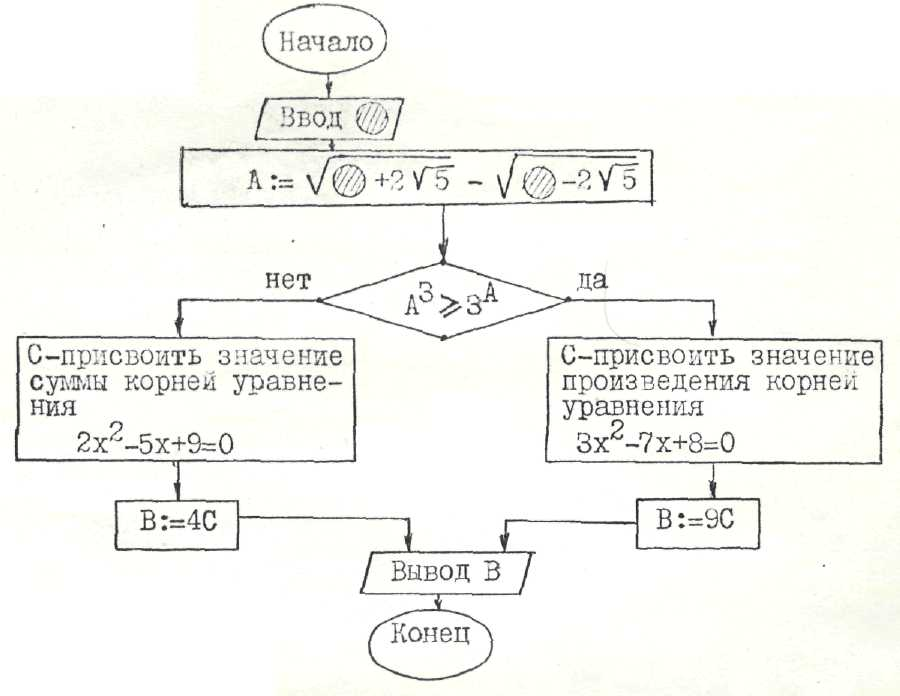 Начало
Ввод
A:= √( +2√5) - √( -2√5)
нет
да
A³ ⩾ 3ᴬ
С-присвоить значение
суммы корней уравне-
ния
2x²-5x+9=0
С-присвоить значение
произведения корней
уравнения
3x²-7x+8=0
B:=4C
B:=9C
Вывод В
Конец